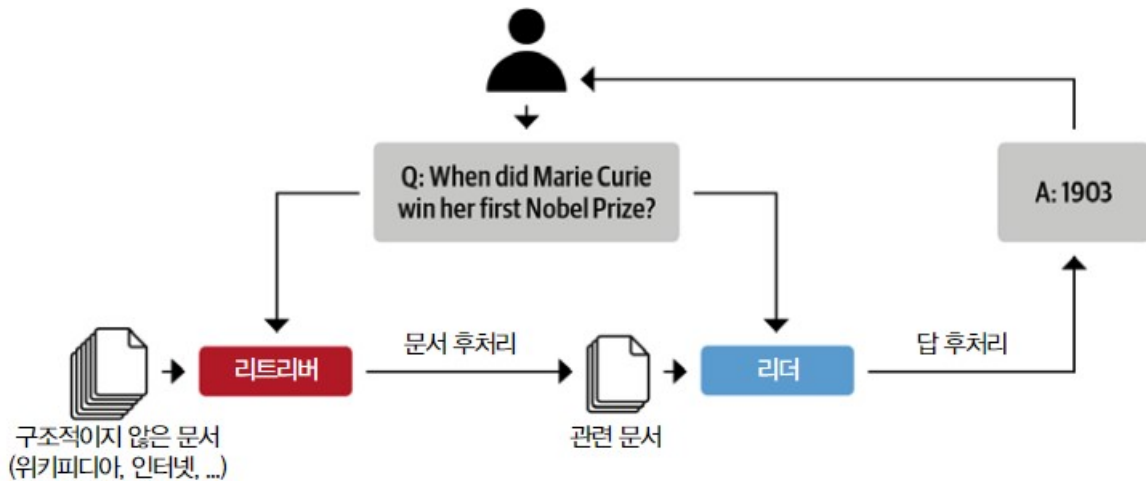 Q: When did Marie Curie
win her first Nobel Prize?
A: 1903
리트리버
문서 후처리
리더
답 후처리
구조적이지 않은 문서
(위키피디아, 인터넷, ...)
관련 문서